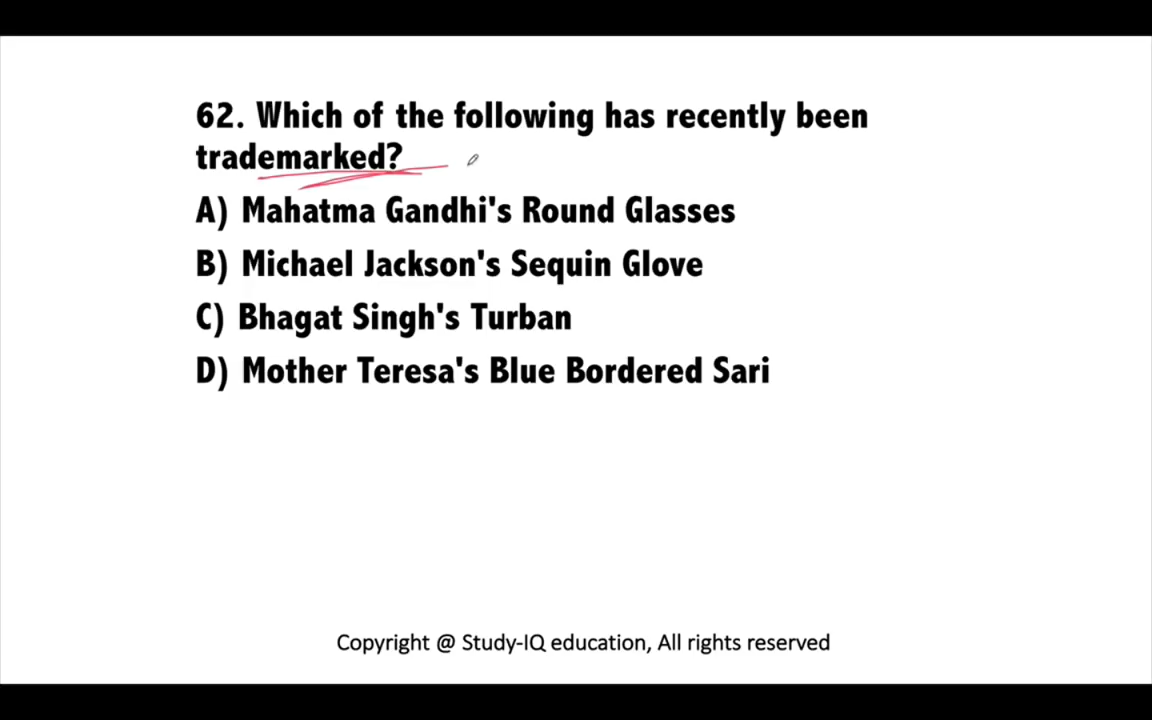 62. Which of the following has recently been
trademarked?
A) Mahatma Gandhi's Round Glasses
B) Michael Jackson's Sequin Glove
C) Bhagat Singh's Turban
D) Mother Teresa's Blue Bordered Sari
Copyright @ Study-IQ education, All rights reserved